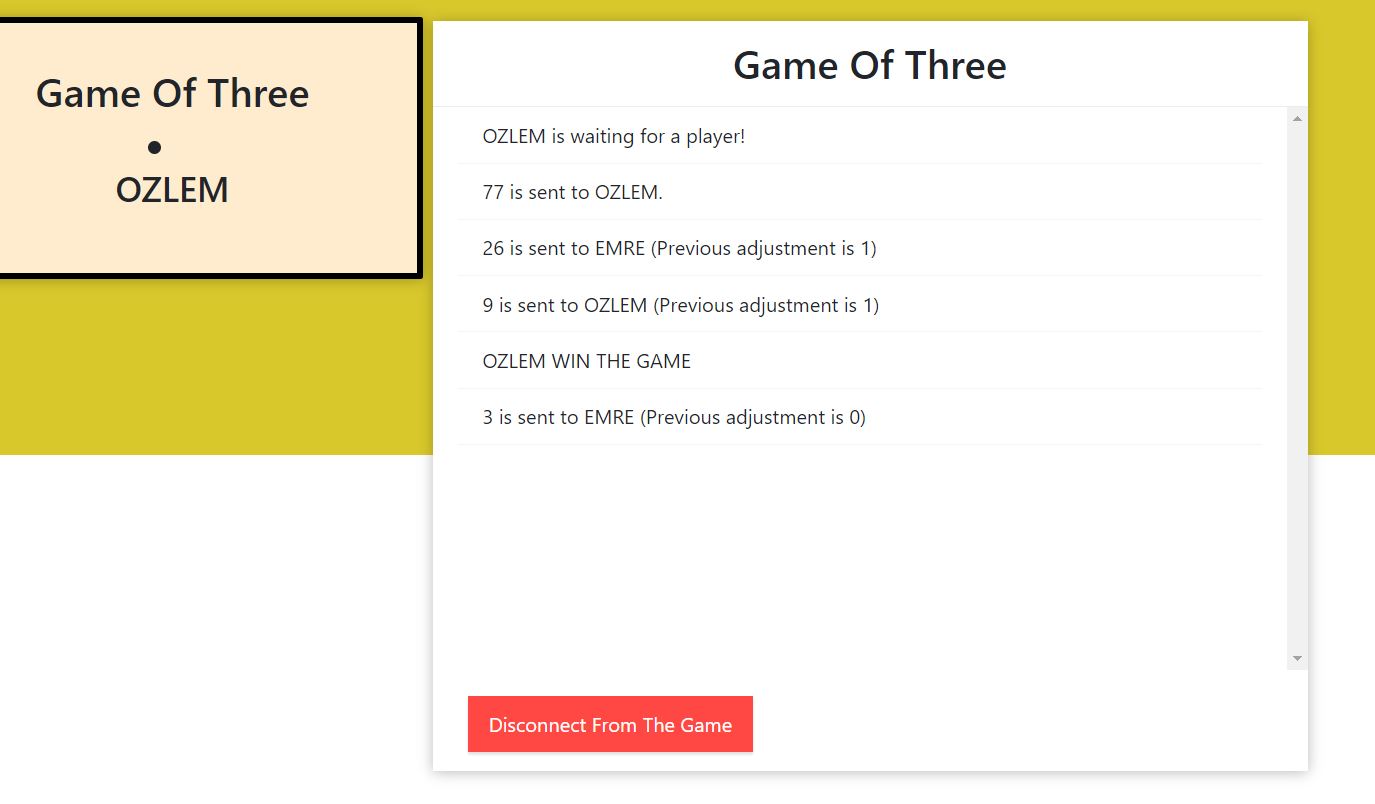 Game Of Three
OZLEM
Game Of Three
OZLEM is waiting for a player!
77 is sent to OZLEM.
26 is sent to EMRE (Previous adjustment is 1)
9 is sent to OZLEM (Previous adjustment is 1)
OZLEM WIN THE GAME
3 is sent to EMRE (Previous adjustment is 0)
Disconnect From The Game